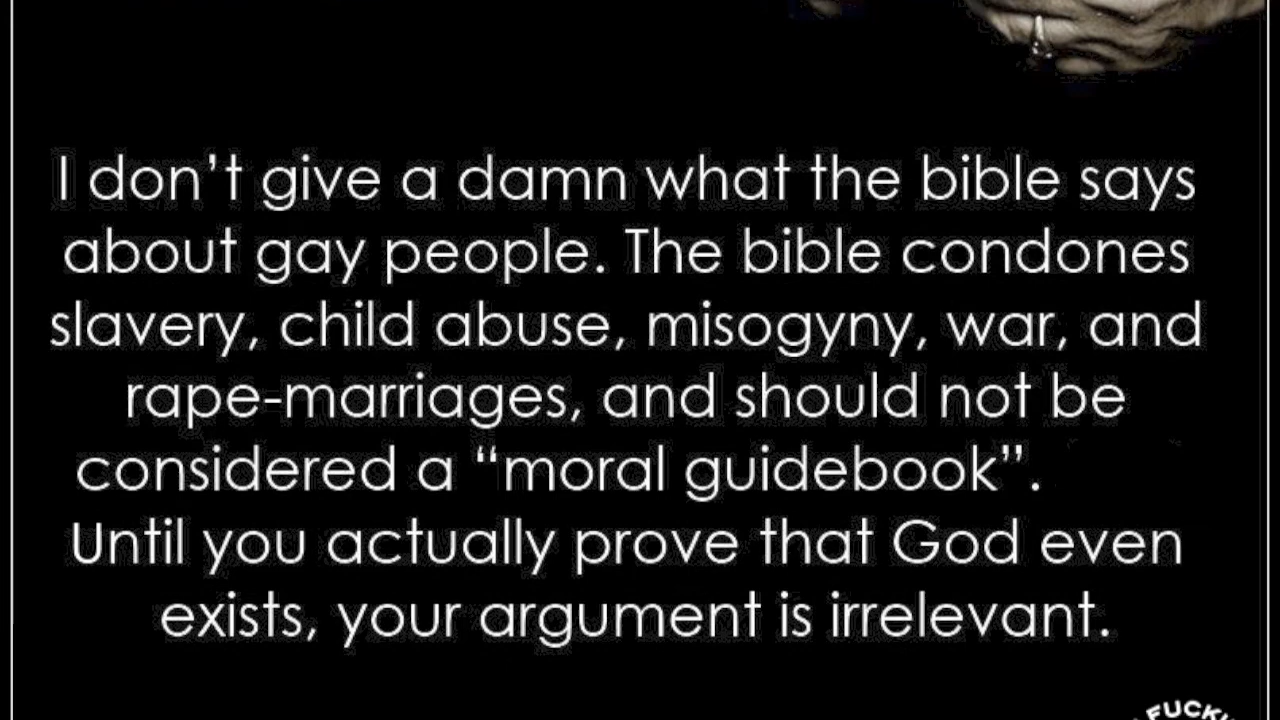 I don’t give a damn what the bible says
about gay people. The bible condones
slavery, child abuse, misogyny, war, and
rape-marriages, and should not be
considered a “moral guidebook”.
Until you actually prove that God even
exists, your argument is irrelevant.